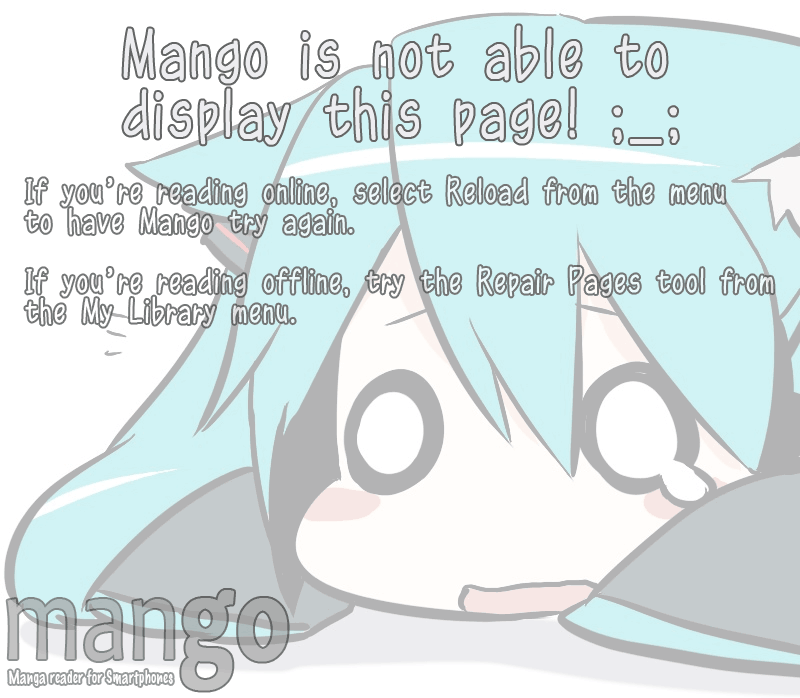 Mango is not able to
display this page! ;_;
If you're reading online, select Reload from the menu
to have Mango try again.
If you're reading offline, try the Repair Pages tool from
the My Library menu.
mango
Manga reader for Smartphones